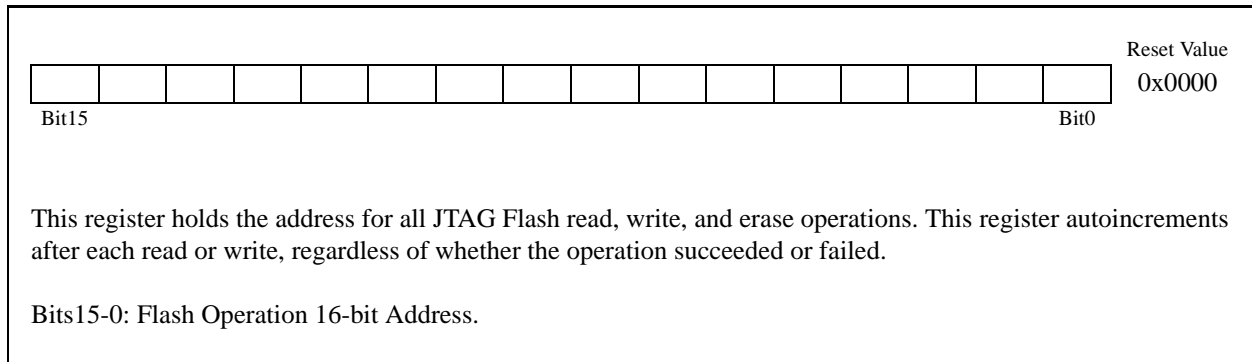 Reset Value
0x0000
Bit15 Bit0
This register holds the address for all JTAG Flash read, write, and erase operations. This register autoincrements
after each read or write, regardless of whether the operation succeeded or failed.
Bits15-0: Flash Operation 16-bit Address.